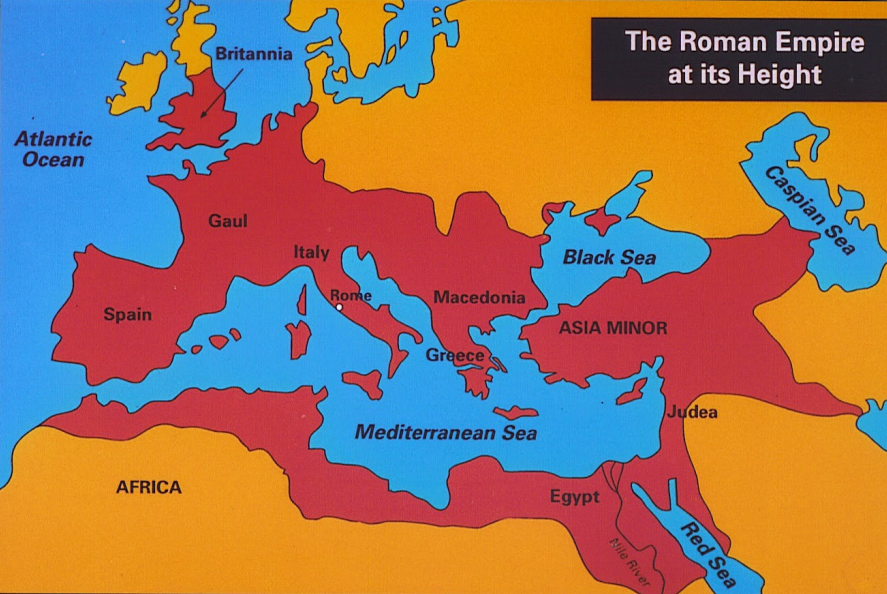 The Roman Empire
at its Height
Britannia
Atlantic
Ocean
Caspian Sea
Gaul
Italy
Black Sea
Rome
Macedonia
Spain
ASIA MINOR
Greece
Judea
Mediterranean Sea
AFRICA
Egypt
Nile River
Red Sea